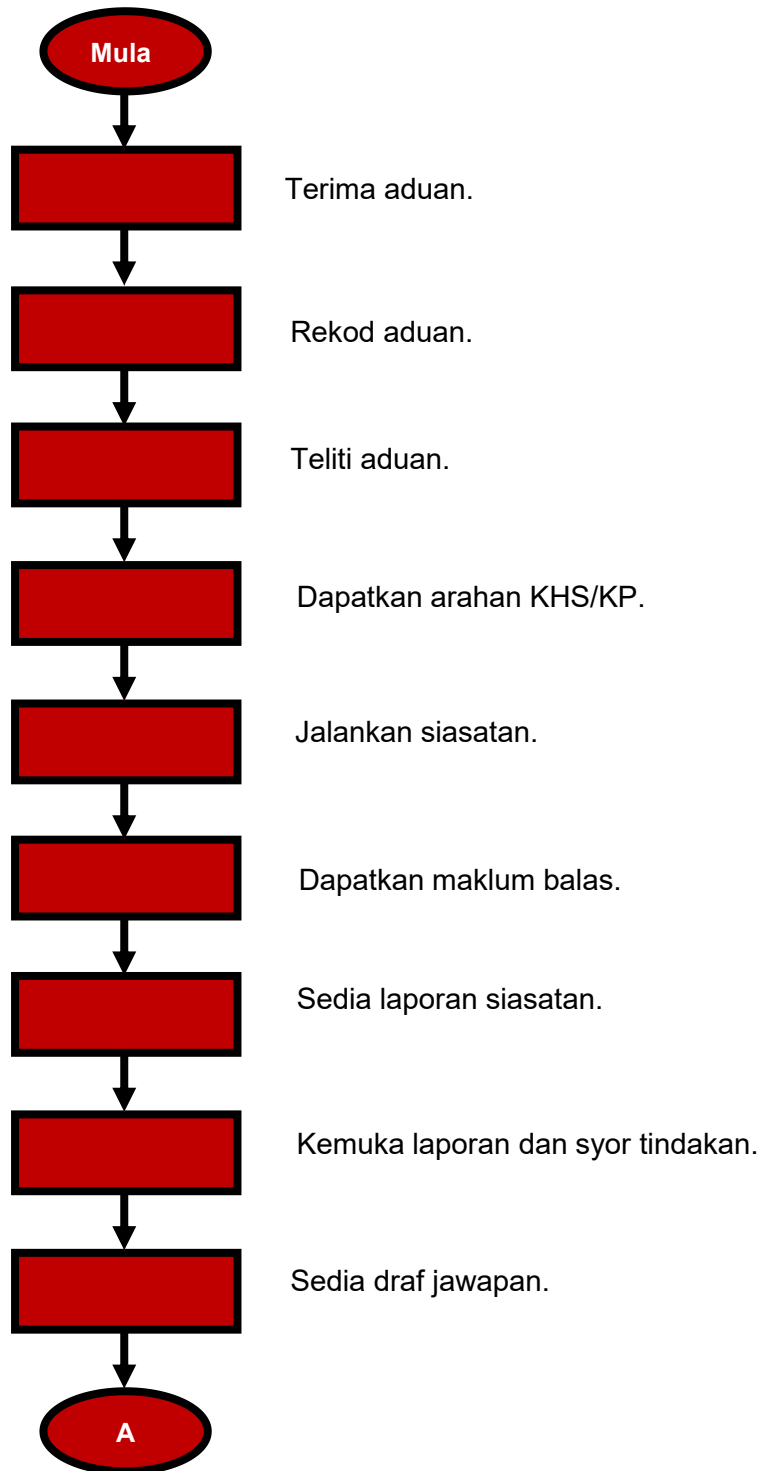 Mula
Terima aduan.
Rekod aduan.
Teliti aduan.
Dapatkan arahan KHS/KP.
Jalankan siasatan.
Dapatkan maklum balas.
Sedia laporan siasatan.
Kemuka laporan dan syor tindakan.
Sedia draf jawapan.
A